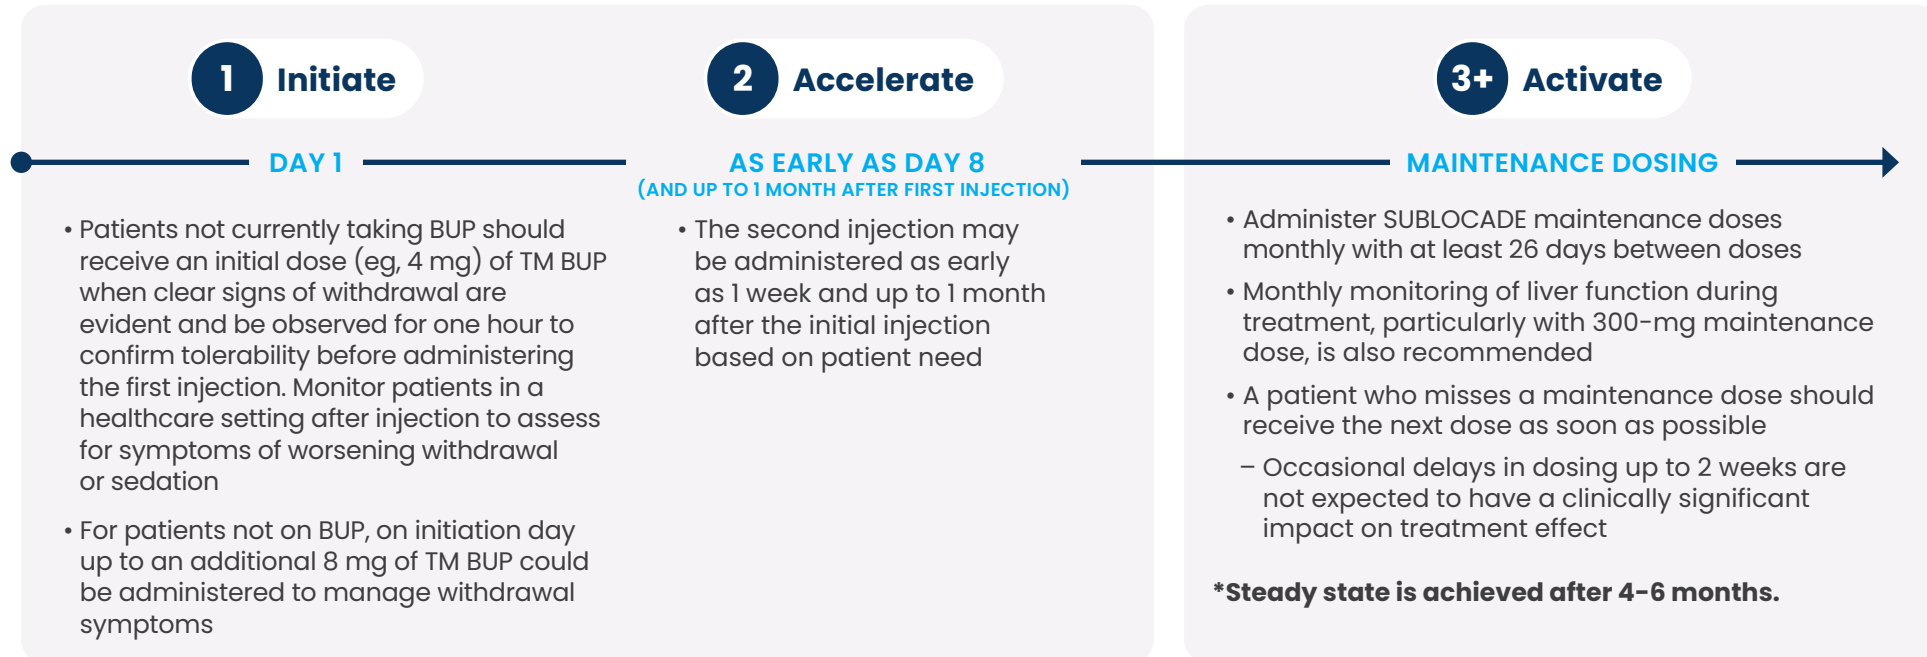 1 Initiate
DAY 1
• Patients not currently taking BUP should
receive an initial dose (eg, 4 mg) of TM BUP
when clear signs of withdrawal are
evident and be observed for one hour to
confirm tolerability before administering
the first injection. Monitor patients in a
healthcare setting after injection to assess
for symptoms of worsening withdrawal
or sedation
• For patients not on BUP, on initiation day
up to an additional 8 mg of TM BUP could
be administered to manage withdrawal
symptoms
2 Accelerate
AS EARLY AS DAY 8
(AND UP TO 1 MONTH AFTER FIRST INJECTION)
• The second injection may
be administered as early
as 1 week and up to 1 month
after the initial injection
based on patient need
3+ Activate
MAINTENANCE DOSING
• Administer SUBLOCADE maintenance doses
monthly with at least 26 days between doses
• Monthly monitoring of liver function during
treatment, particularly with 300-mg maintenance
dose, is also recommended
• A patient who misses a maintenance dose should
receive the next dose as soon as possible
– Occasional delays in dosing up to 2 weeks are
not expected to have a clinically significant
impact on treatment effect
*Steady state is achieved after 4-6 months.